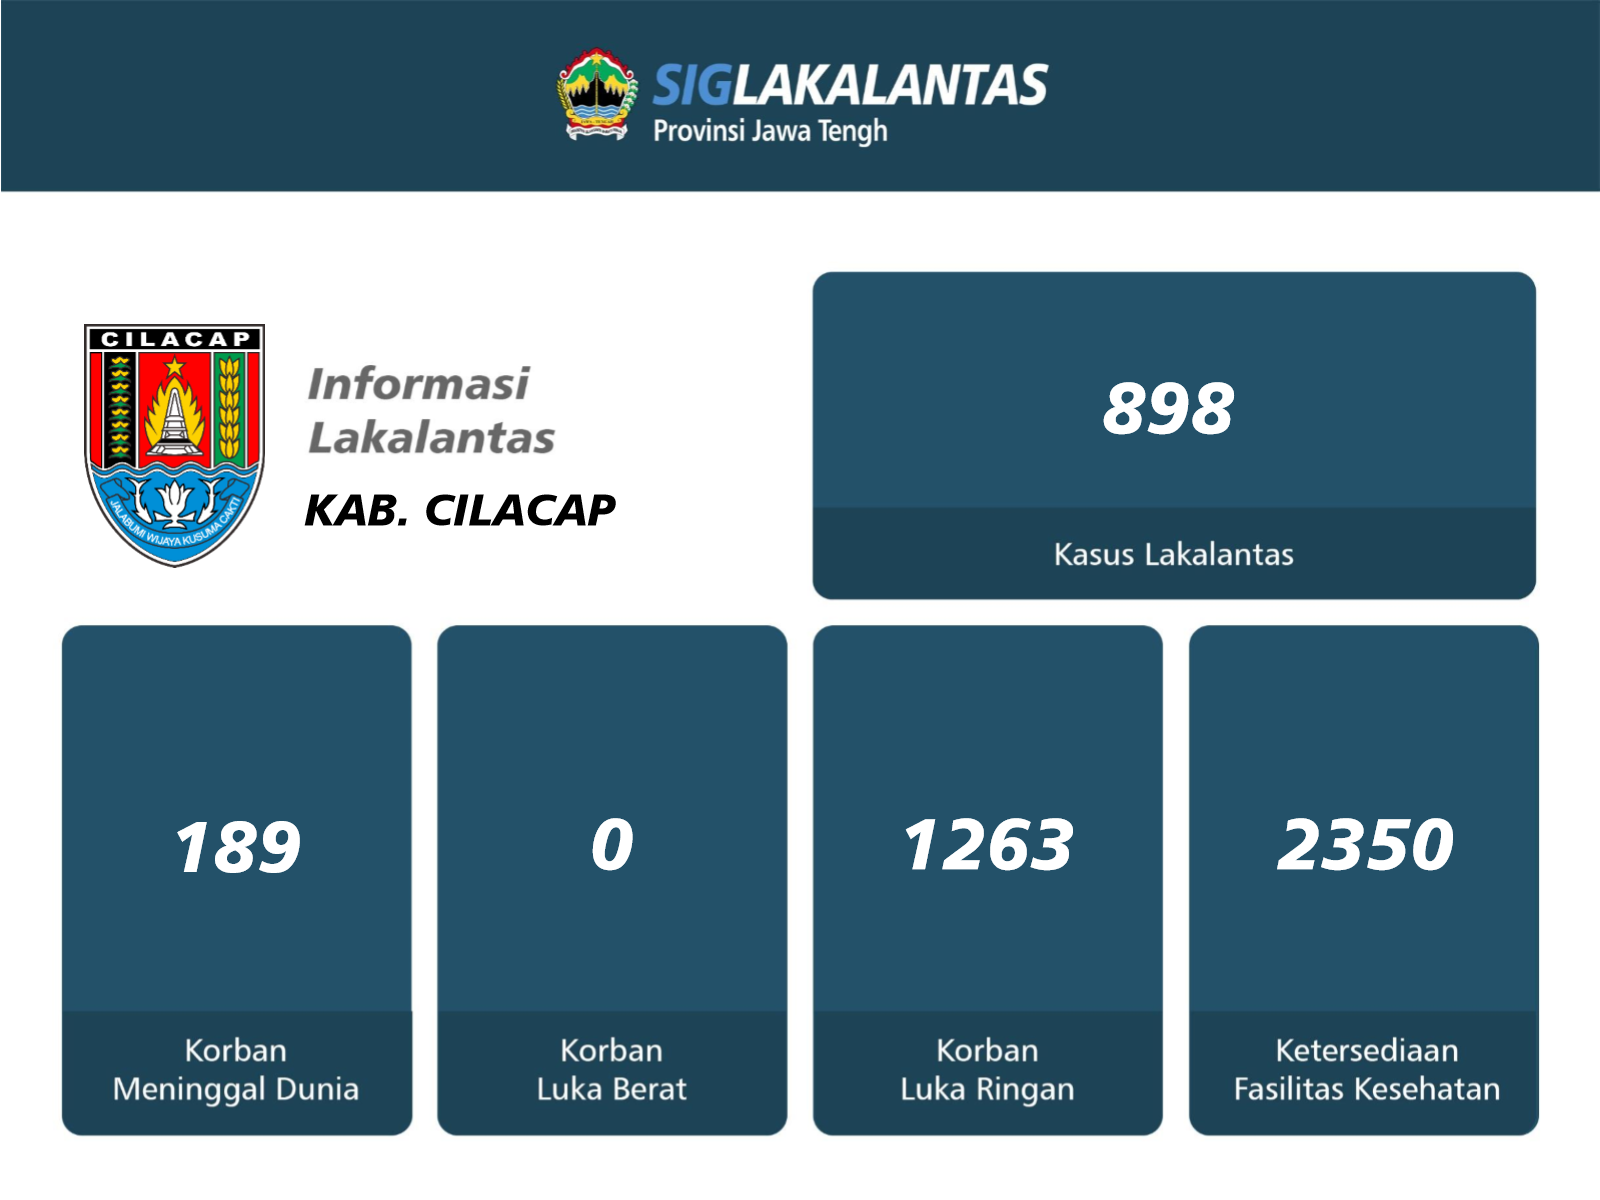 SIGLAKALANTAS
Provinsi Jawa Tengh
CILACAP
JALABUMI WIJAYA KUSUMA CAKTI
Informasi
Lakalantas
KAB. CILACAP
898
Kasus Lakalantas
189
Korban
Meninggal Dunia
0
Korban
Luka Berat
1263
Korban
Luka Ringan
2350
Ketersediaan
Fasilitas Kesehatan